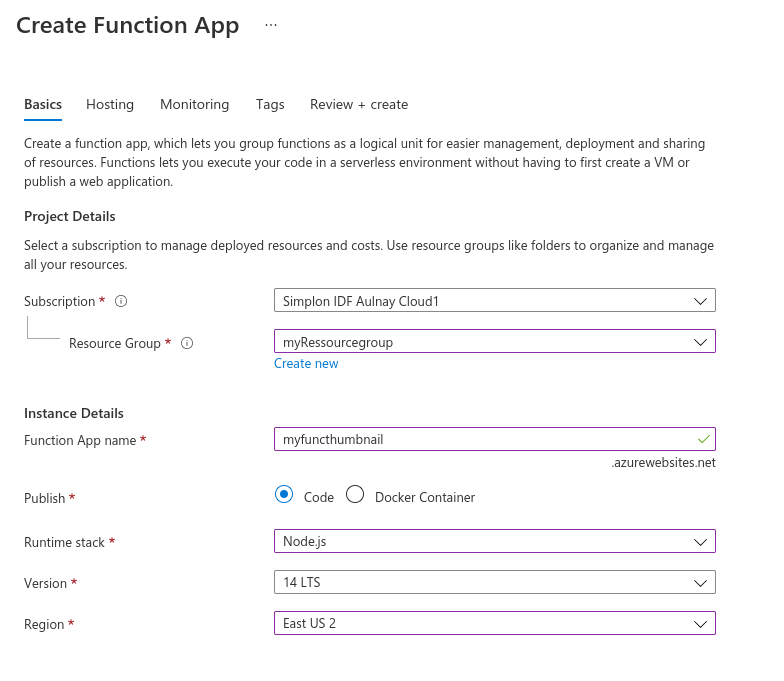 Create Function App ...
Basics Hosting Monitoring Tags Review + create
Create a function app, which lets you group functions as a logical unit for easier management, deployment and sharing
of resources. Functions lets you execute your code in a serverless environment without having to first create a VM or
publish a web application.
Project Details
Select a subscription to manage deployed resources and costs. Use resource groups like folders to organize and manage
all your resources.
Subscription * Simplon IDF Aulnay Cloud1
Resource Group * myRessourcegroup
Create new
Instance Details
Function App name * myfuncthumbnail
.azurewebsites.net
Publish * Code Docker Container
Runtime stack * Node.js
Version * 14 LTS
Region * East US 2